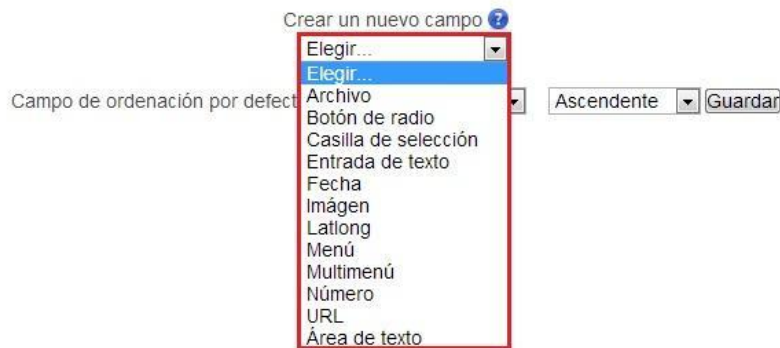 Crear un nuevo campo ?
Elegir...
Elegir...
Archivo
Campo de ordenación por defect Ascendente Guardar
Botón de radio
Casilla de selección
Entrada de texto
Fecha
Imágen
Latlong
Menú
Multimenú
Número
URL
Área de texto